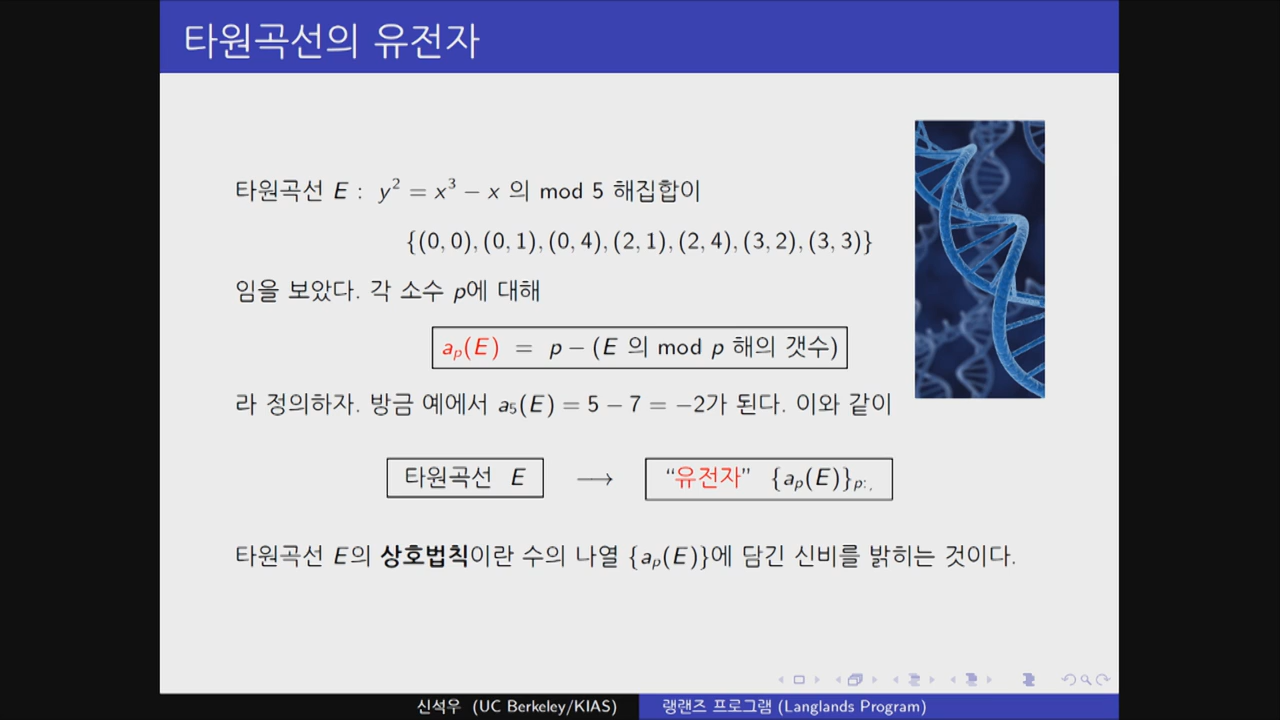 타원곡선의 유전자
타원곡선 E : y² = x³ − x 의 mod 5 해집합이
{(0, 0), (0, 1), (0, 4), (2, 1), (2, 4), (3, 2), (3, 3)}
임을 보았다. 각 소수 p에 대해
aₚ(E) = p − (E 의 mod p 해의 갯수)
라 정의하자. 방금 예에서 a₅(E) = 5 − 7 = −2가 된다. 이와 같이
타원곡선 E ⟶ “유전자” {aₚ(E)}ₚ:,
타원곡선 E의 상호법칙이란 수의 나열 {aₚ(E)}에 담긴 신비를 밝히는 것이다.
신석우 (UC Berkeley/KIAS) 랭랜즈 프로그램 (Langlands Program)